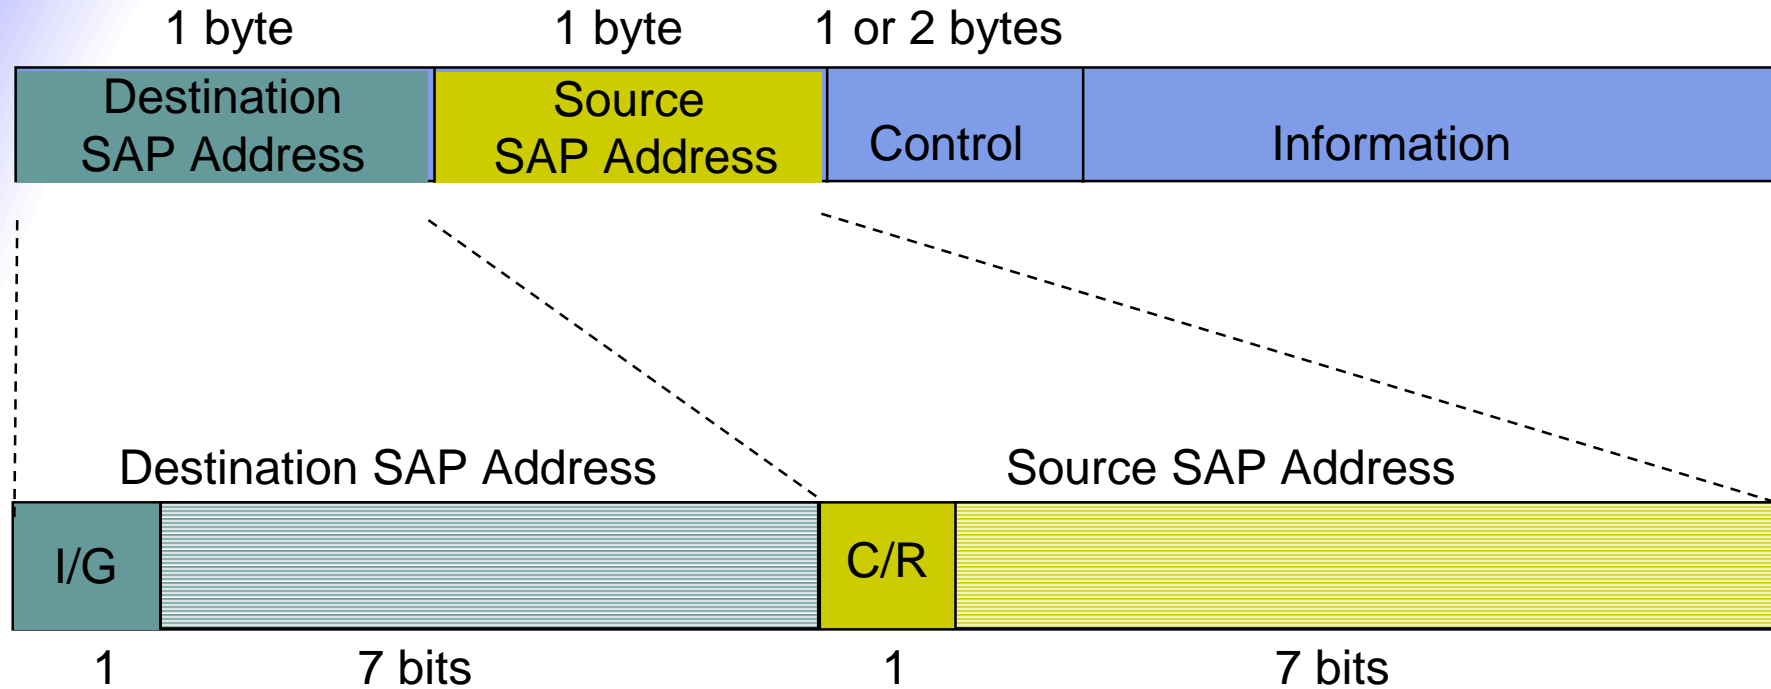 1 byte 1 byte 1 or 2 bytes
Destination
SAP Address
Source
SAP Address
Control
Information
Destination SAP Address
Source SAP Address
I/G
C/R
1 7 bits 1 7 bits